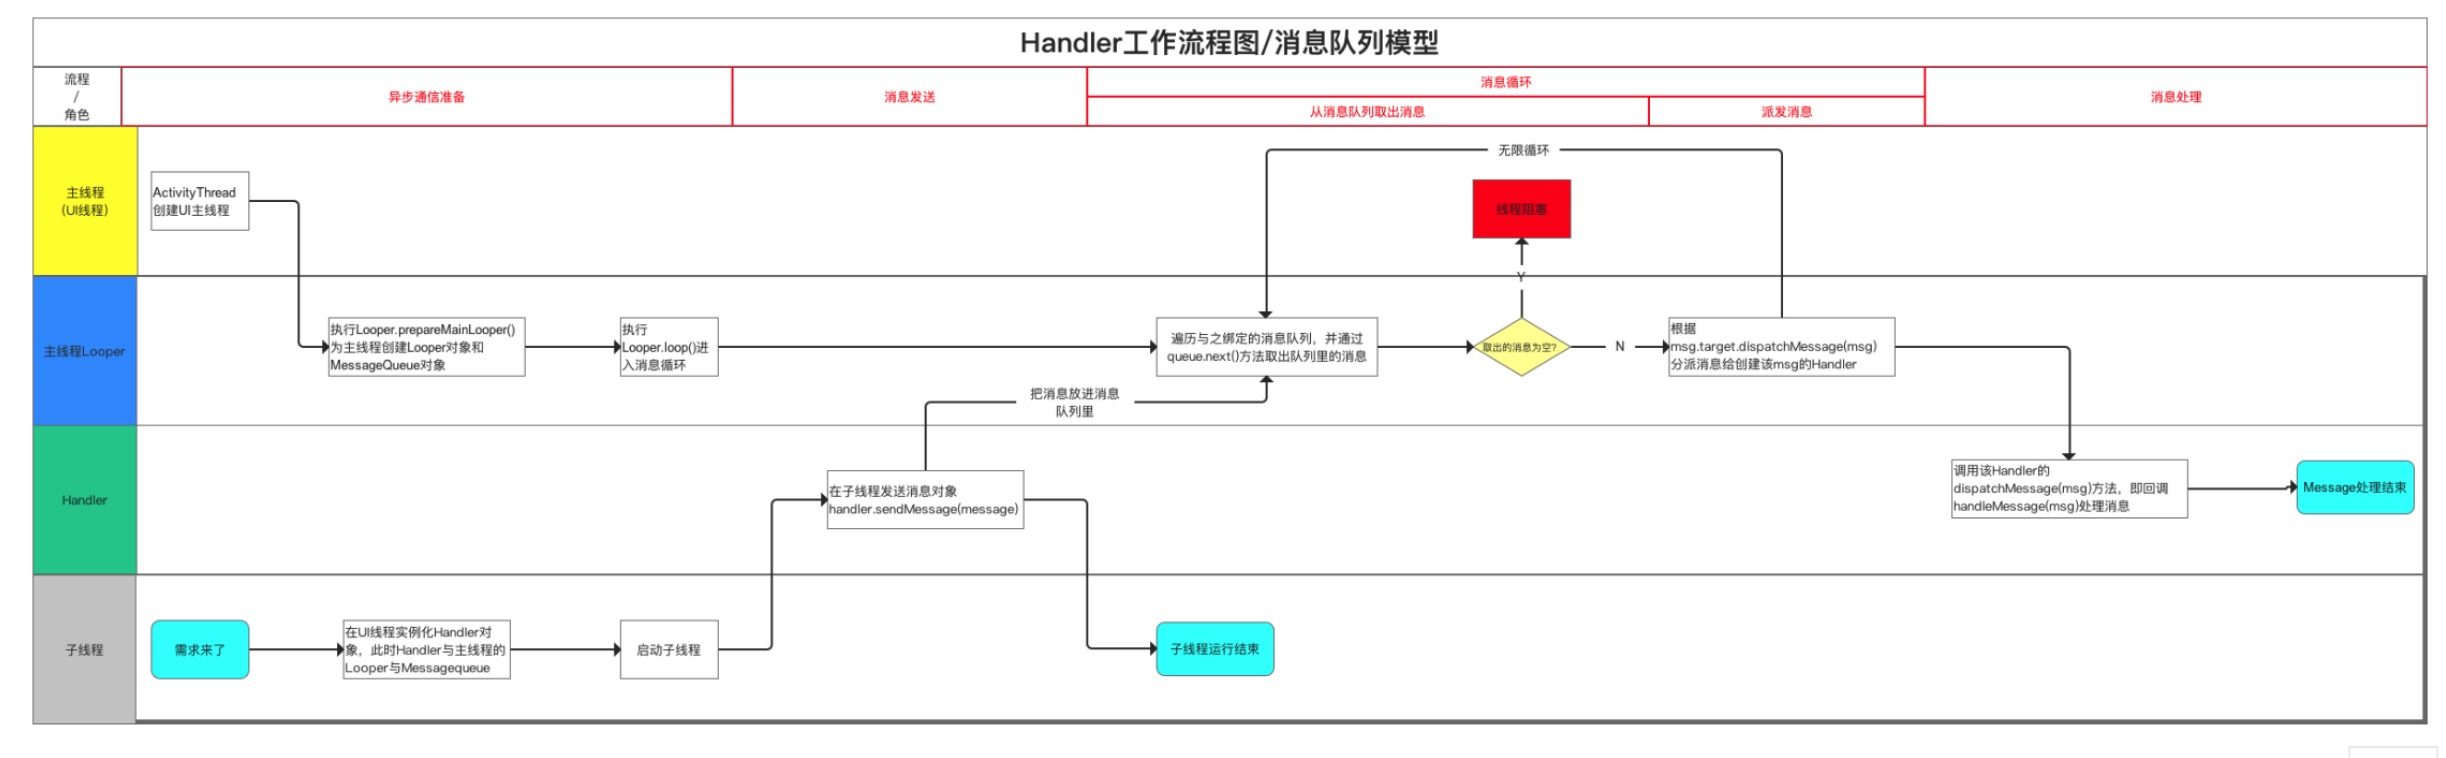 Handler工作流程图/消息队列模型
流程
/
角色
异步通信准备
消息发送
消息循环
从消息队列取出消息
派发消息
消息处理
主线程
（UI线程）
ActivityThread
创建UI主线程
无限循环
线程阻塞
Y
主线程Looper
执行Looper.prepareMainLooper()
为主线程创建Looper对象和
MessageQueue对象
执行
Looper.loop()进
入消息循环
遍历与之绑定的消息队列，并通过
queue.next()方法取出队列里的消息
取出的消息为空?
N
根据
msg.target.dispatchMessage(msg)
分派消息给创建该msg的Handler
把消息放进消息
队列里
Handler
在子线程发送消息对象
handler.sendMessage(message)
调用该Handler的
dispatchMessage(msg)方法，即回调
handleMessage(msg)处理消息
Message处理结束
子线程
需求来了
在UI线程实例化Handler对
象，此时Handler与主线程的
Looper与Messagequeue
启动子线程
子线程运行结束